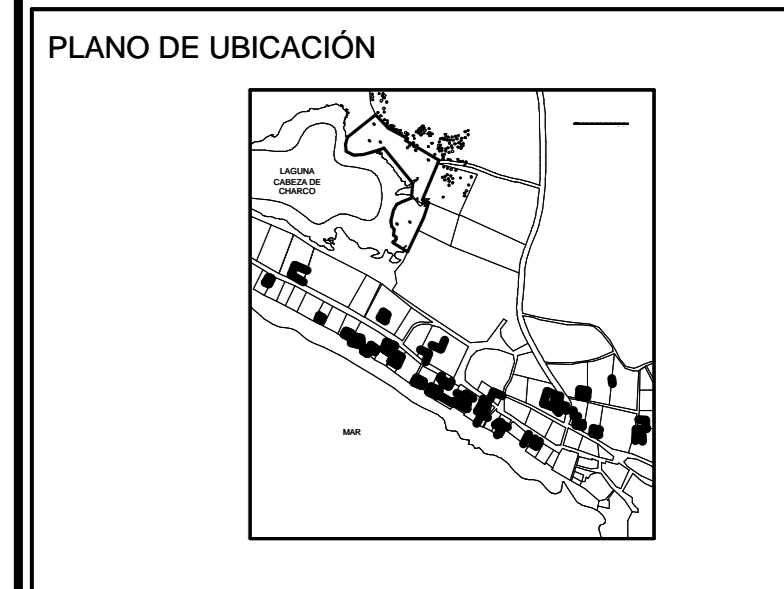 PLANO DE UBICACIÓN
LAGUNA
CABEZA DE
CHARCO
MAR